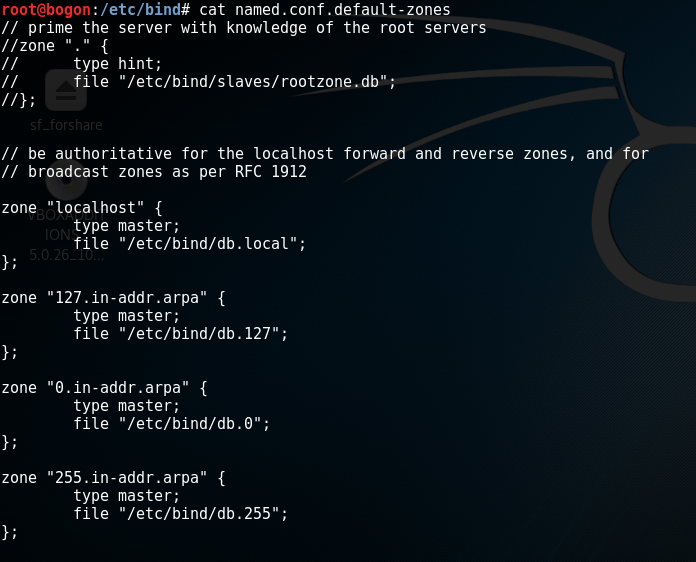 root@bogon:/etc/bind# cat named.conf.default-zones
// prime the server with knowledge of the root servers
//zone "." {
//      type hint;
//      file "/etc/bind/slaves/rootzone.db";
//};
sf_forshare
// be authoritative for the localhost forward and reverse zones, and for
// broadcast zones as per RFC 1912
zone "localhost" {
        type master;
        file "/etc/bind/db.local";
};
VBOXADDIT
IONS_
5.0.26_10...
zone "127.in-addr.arpa" {
        type master;
        file "/etc/bind/db.127";
};
zone "0.in-addr.arpa" {
        type master;
        file "/etc/bind/db.0";
};
zone "255.in-addr.arpa" {
        type master;
        file "/etc/bind/db.255";
};